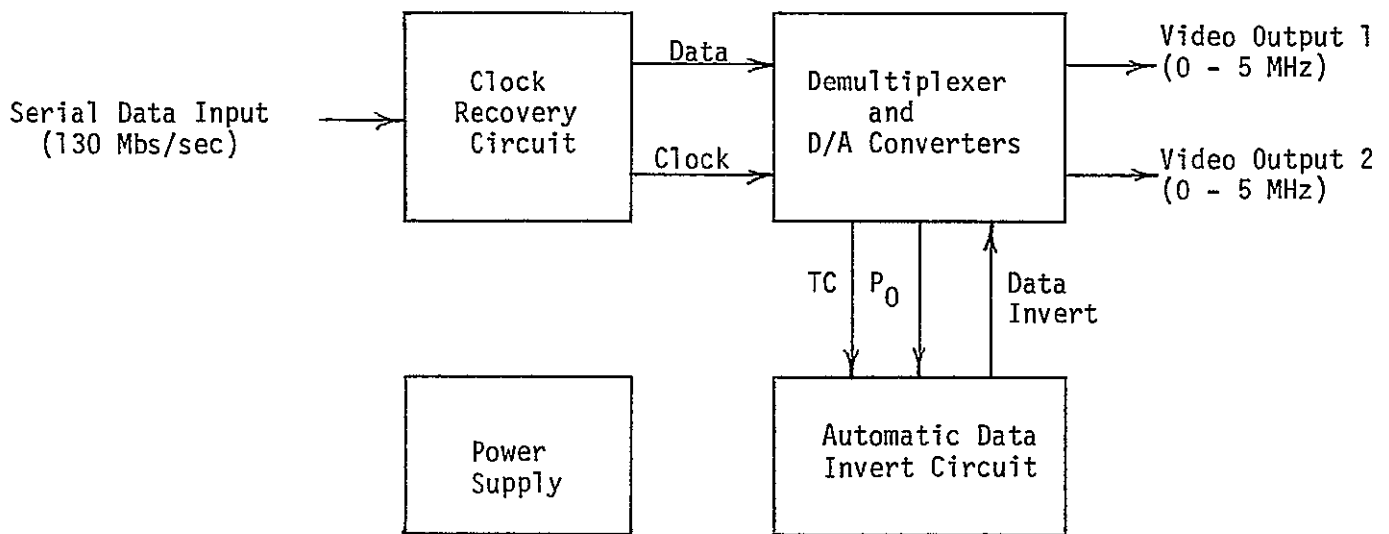 Serial Data Input
(130 Mbs/sec)
Clock
Recovery
Circuit
Data
Clock
Demultiplexer
and
D/A Converters
Video Output 1
(0 - 5 MHz)
Video Output 2
(0 - 5 MHz)
TC
P0
Data
Invert
Power
Supply
Automatic Data
Invert Circuit